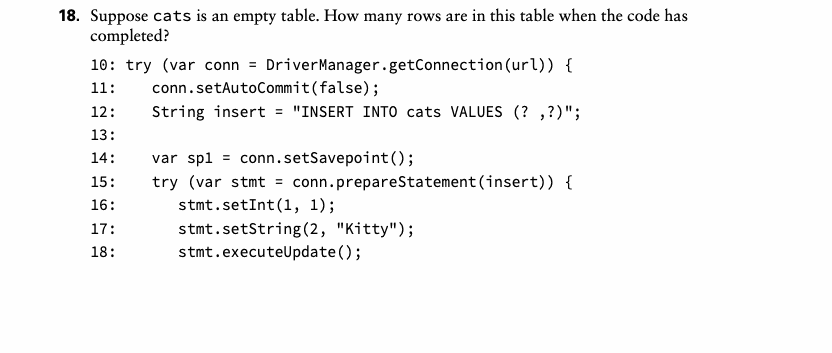 18. Suppose cats is an empty table. How many rows are in this table when the code has
completed?
10: try (var conn = DriverManager.getConnection(url)) {
11:    conn.setAutoCommit(false);
12:    String insert = "INSERT INTO cats VALUES (? ,?)";
13:
14:    var sp1 = conn.setSavepoint();
15:    try (var stmt = conn.prepareStatement(insert)) {
16:       stmt.setInt(1, 1);
17:       stmt.setString(2, "Kitty");
18:       stmt.executeUpdate();